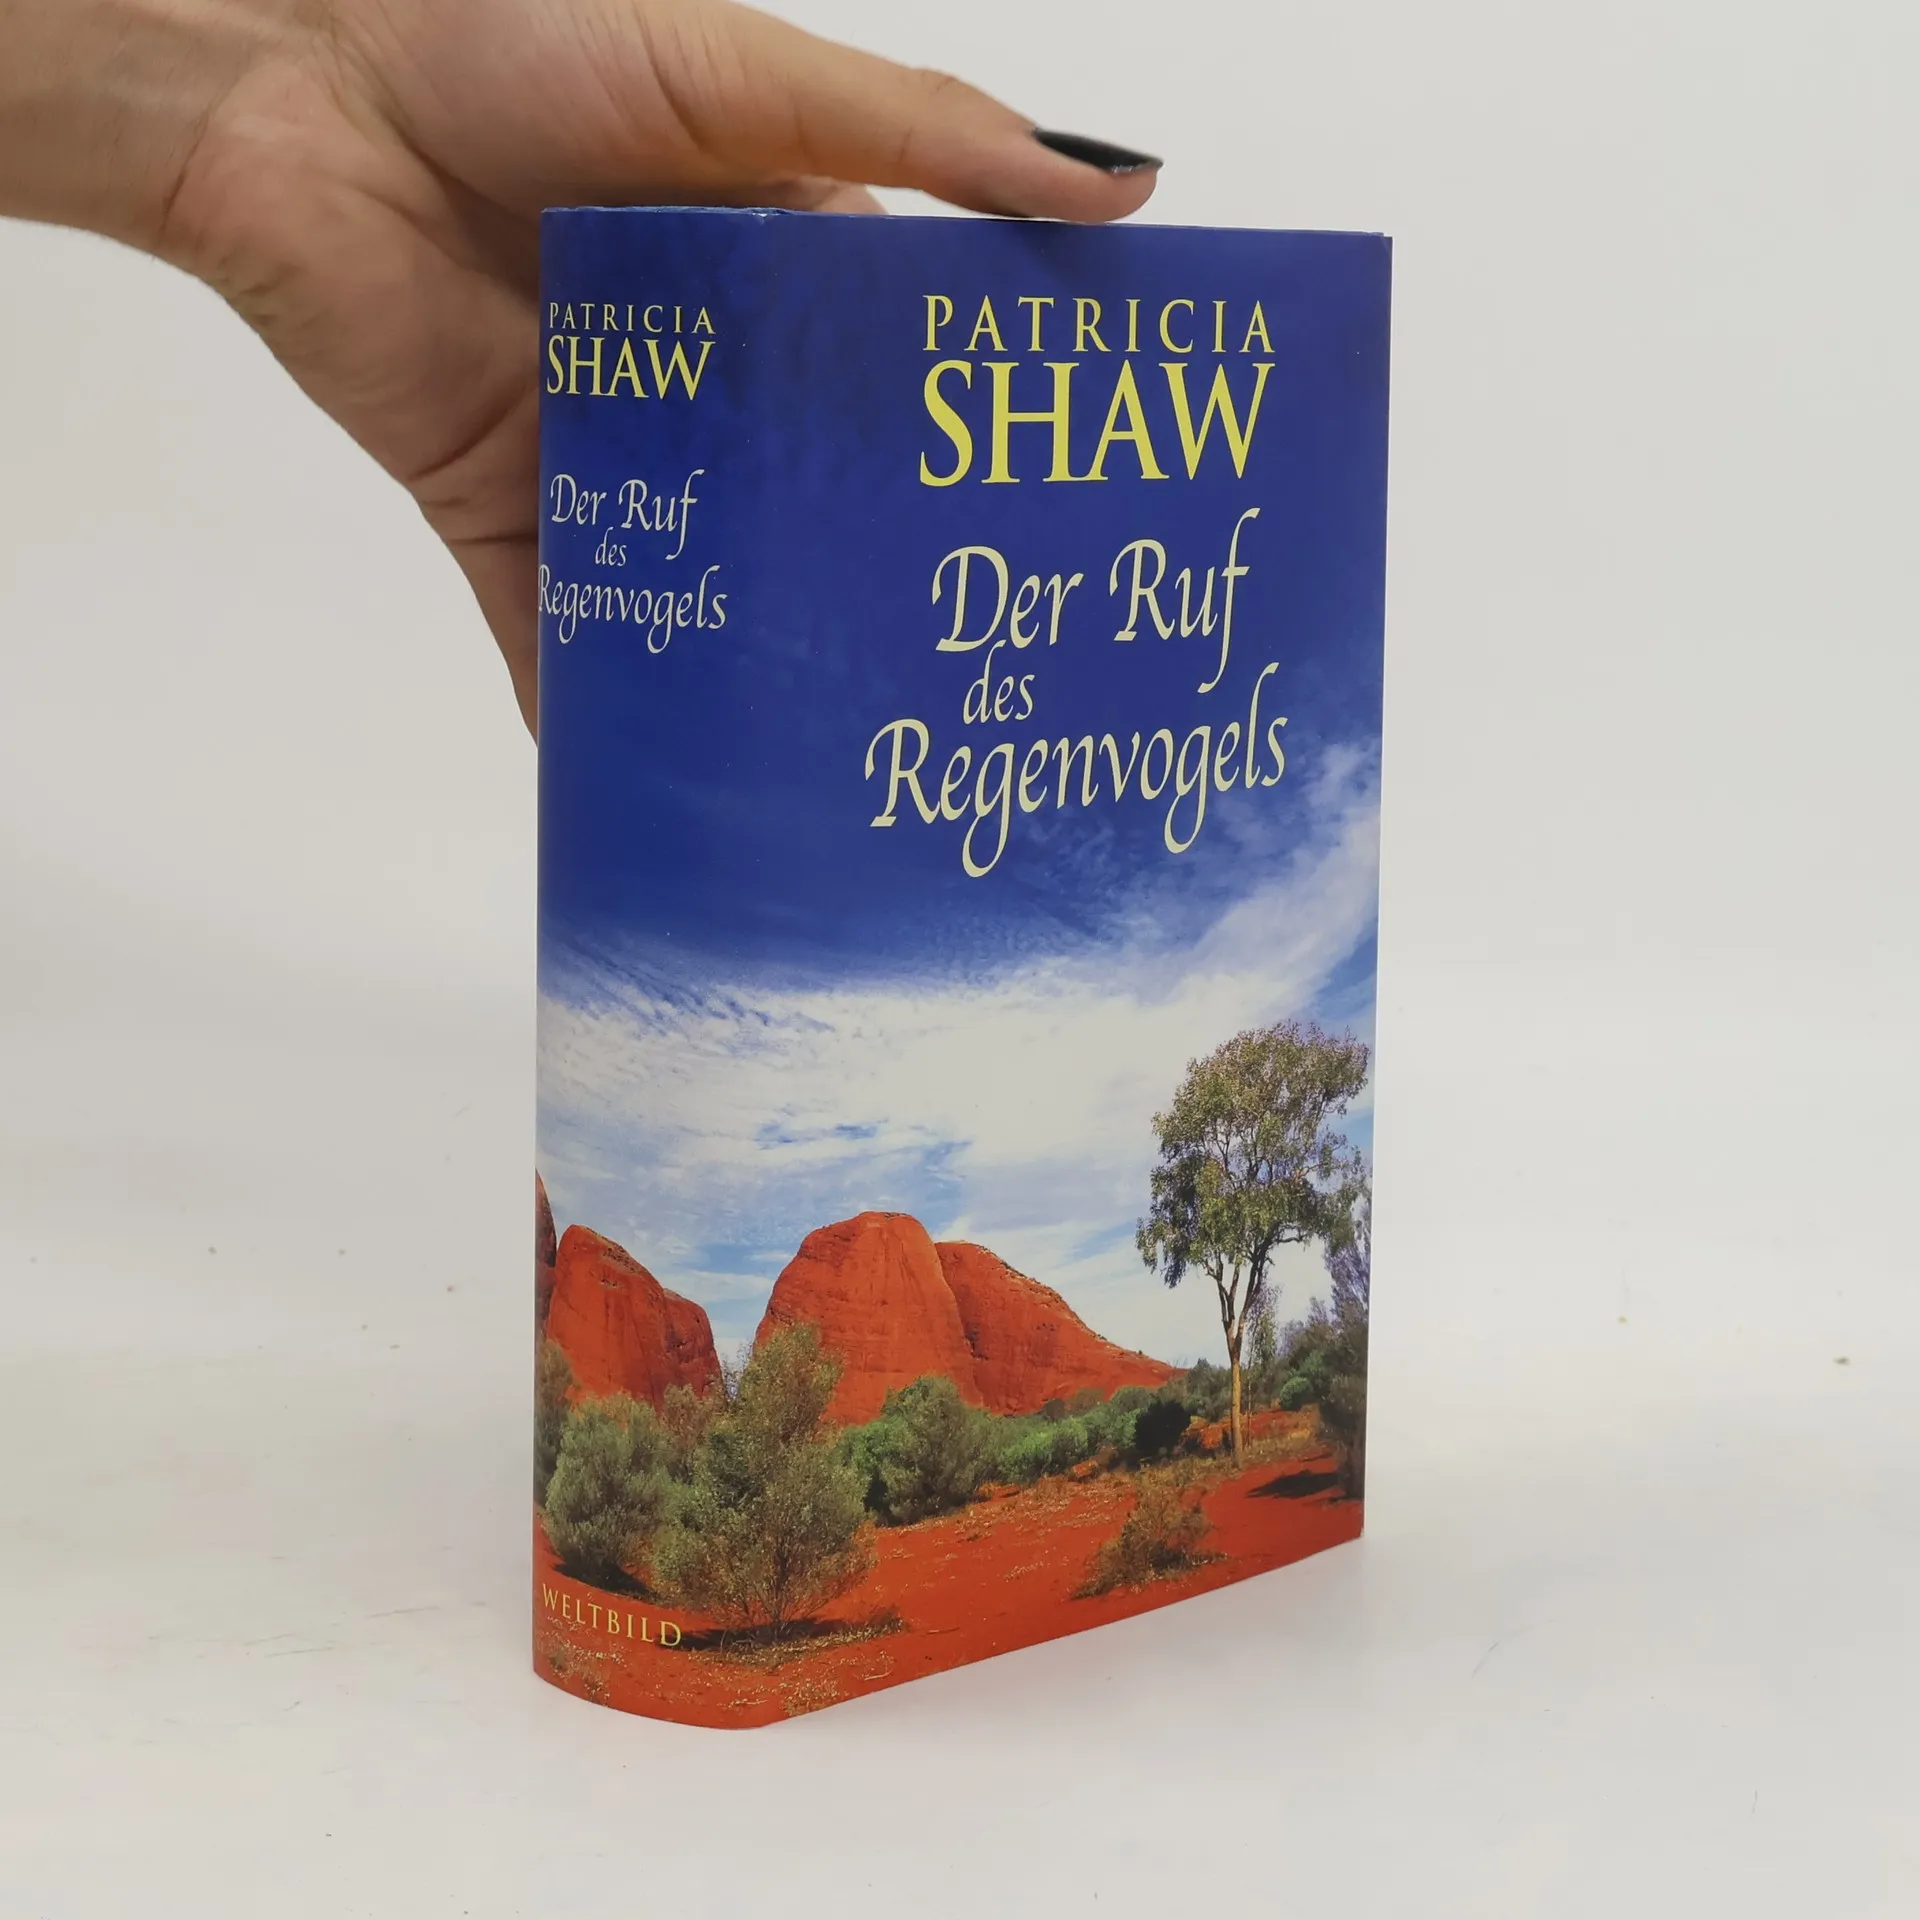 PATRICIA
SHAW
Der Ruf
des
Regenvogels
WELTBILD
PATRICIA
SHAW
Der Ruf
des
Regenvogels